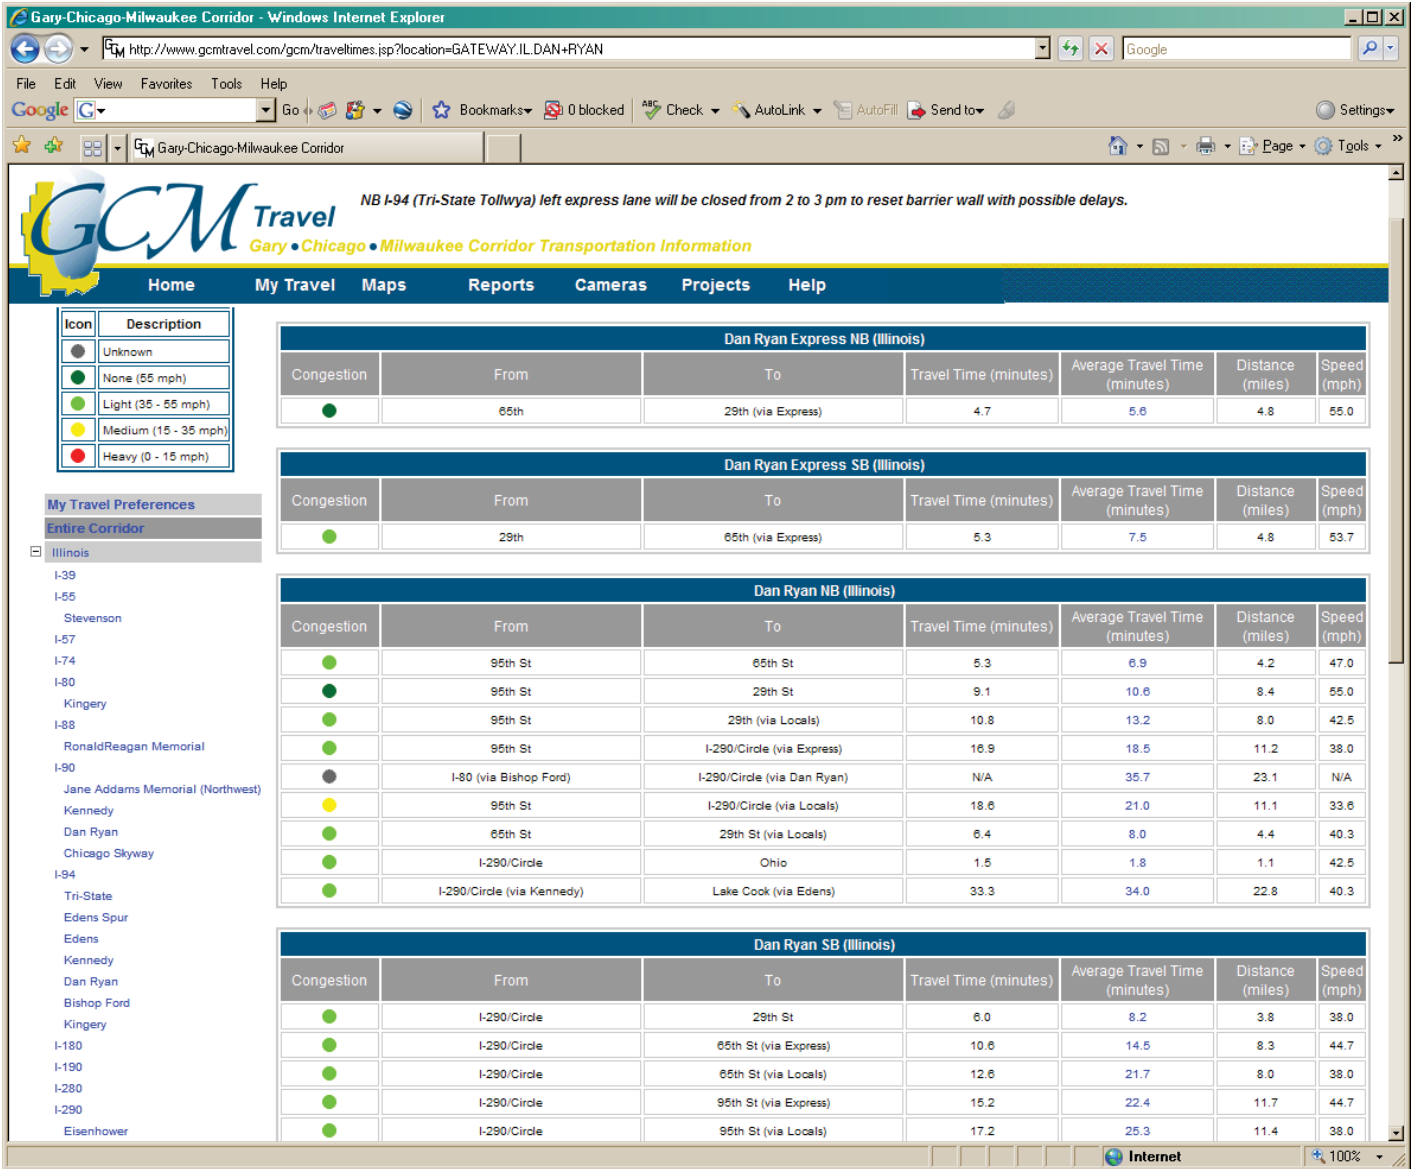 Gary-Chicago-Milwaukee Corridor - Windows Internet Explorer
http://www.gcmtravel.com/gcm/traveltimes.jsp?location=GATEWAY.IL.DAN+RYAN
Google
File Edit View Favorites Tools Help
Google G Go Bookmarks 0 blocked ABC Check AutoLink AutoFill Send to Settings
GCM Gary-Chicago-Milwaukee Corridor Page Tools »
GCM Travel
NB I-94 (Tri-State Tollwya) left express lane will be closed from 2 to 3 pm to reset barrier wall with possible delays.
Gary • Chicago • Milwaukee Corridor Transportation Information
Home My Travel Maps Reports Cameras Projects Help
Icon Description
Unknown
None (55 mph)
Light (35 - 55 mph)
Medium (15 - 35 mph)
Heavy (0 - 15 mph)
My Travel Preferences
Entire Corridor
Illinois
I-39
I-55
Stevenson
I-57
I-74
I-80
Kingery
I-88
RonaldReagan Memorial
I-90
Jane Addams Memorial (Northwest)
Kennedy
Dan Ryan
Chicago Skyway
I-94
Tri-State
Edens Spur
Edens
Kennedy
Dan Ryan
Bishop Ford
Kingery
I-180
I-190
I-280
I-290
Eisenhower
Dan Ryan Express NB (Illinois)
Congestion From To Travel Time (minutes) Average Travel Time (minutes) Distance (miles) Speed (mph)
65th 29th (via Express) 4.7 5.6 4.8 55.0
Dan Ryan Express SB (Illinois)
Congestion From To Travel Time (minutes) Average Travel Time (minutes) Distance (miles) Speed (mph)
29th 65th (via Express) 5.3 7.5 4.8 53.7
Dan Ryan NB (Illinois)
Congestion From To Travel Time (minutes) Average Travel Time (minutes) Distance (miles) Speed (mph)
95th St 65th St 5.3 6.9 4.2 47.0
95th St 29th St 9.1 10.6 8.4 55.0
95th St 29th (via Locals) 10.8 13.2 8.0 42.5
95th St I-290/Circle (via Express) 16.9 18.5 11.2 38.0
I-80 (via Bishop Ford) I-290/Circle (via Dan Ryan) N/A 35.7 23.1 N/A
95th St I-290/Circle (via Locals) 18.6 21.0 11.1 33.6
65th St 29th St (via Locals) 6.4 8.0 4.4 40.3
I-290/Circle Ohio 1.5 1.8 1.1 42.5
I-290/Circle (via Kennedy) Lake Cook (via Edens) 33.3 34.0 22.8 40.3
Dan Ryan SB (Illinois)
Congestion From To Travel Time (minutes) Average Travel Time (minutes) Distance (miles) Speed (mph)
I-290/Circle 29th St 6.0 8.2 3.8 38.0
I-290/Circle 65th St (via Express) 10.6 14.5 8.3 44.7
I-290/Circle 65th St (via Locals) 12.6 21.7 8.0 38.0
I-290/Circle 95th St (via Express) 15.2 22.4 11.7 44.7
I-290/Circle 95th St (via Locals) 17.2 25.3 11.4 38.0
Internet 100%